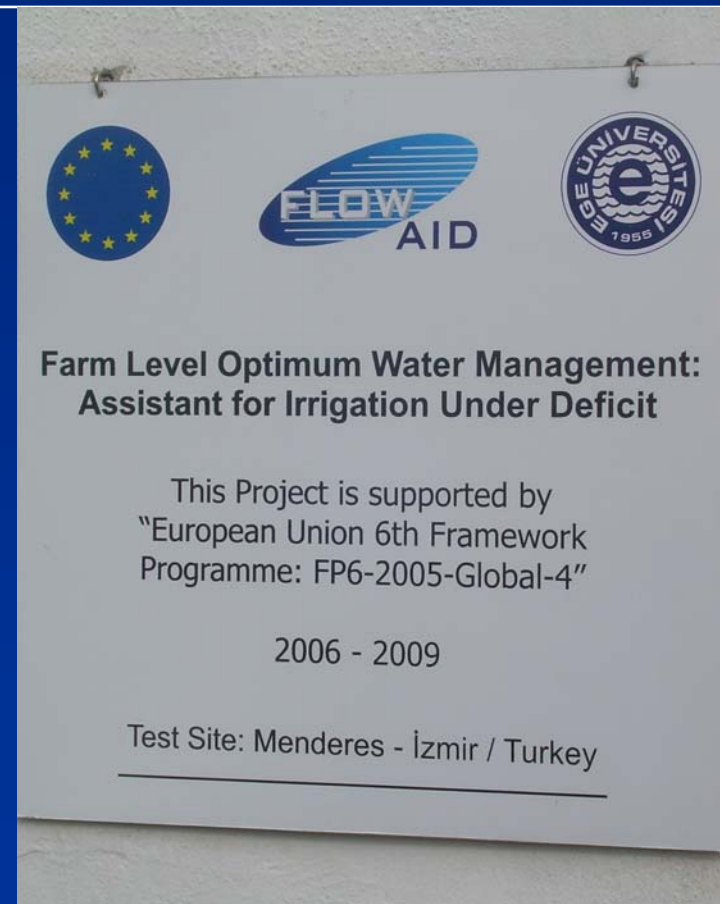 FLOW
AID
EGE ÜNİVERSİTESİ
e
1955
Farm Level Optimum Water Management:
Assistant for Irrigation Under Deficit
This Project is supported by
“European Union 6th Framework
Programme: FP6-2005-Global-4”
2006 - 2009
Test Site: Menderes - İzmir / Turkey